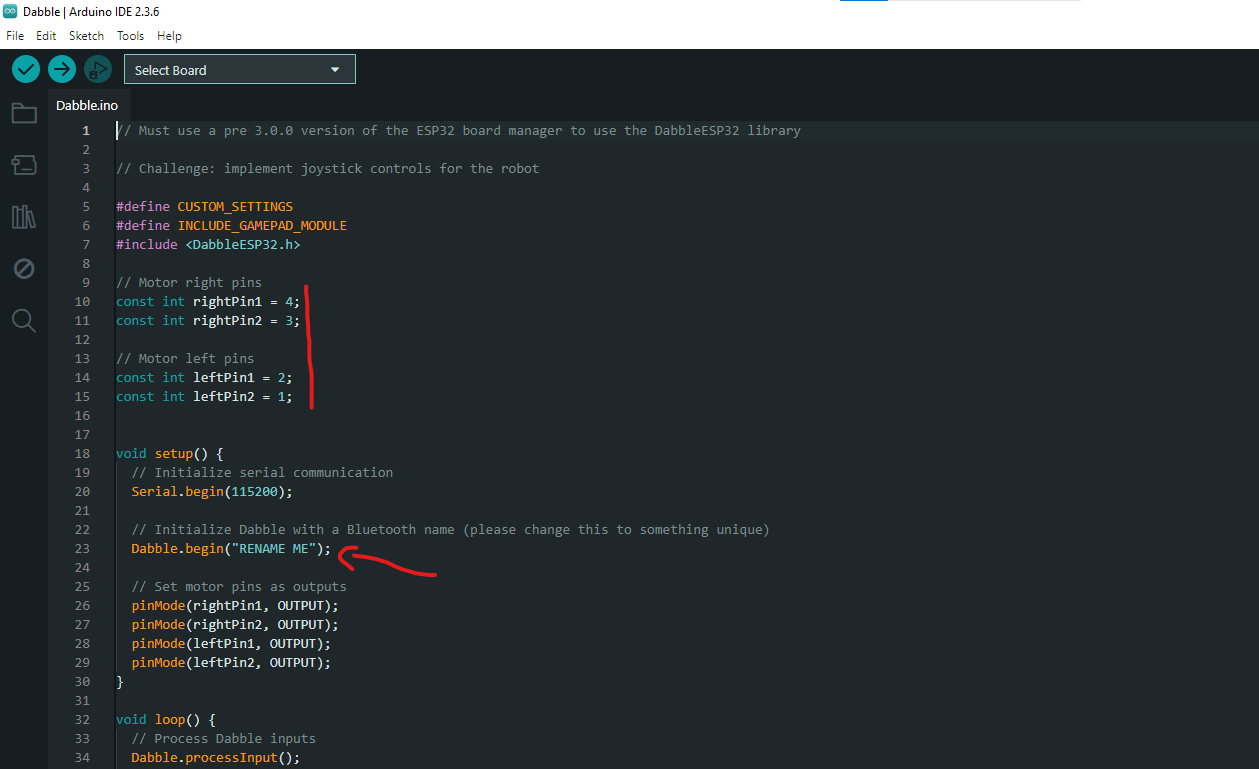 Dabble | Arduino IDE 2.3.6
File Edit Sketch Tools Help
Select Board
Dabble.ino
1 // Must use a pre 3.0.0 version of the ESP32 board manager to use the DabbleESP32 library
2
3 // Challenge: implement joystick controls for the robot
4
5 #define CUSTOM_SETTINGS
6 #define INCLUDE_GAMEPAD_MODULE
7 #include <DabbleESP32.h>
8
9 // Motor right pins
10 const int rightPin1 = 4;
11 const int rightPin2 = 3;
12
13 // Motor left pins
14 const int leftPin1 = 2;
15 const int leftPin2 = 1;
16
17
18 void setup() {
19 // Initialize serial communication
20 Serial.begin(115200);
21
22 // Initialize Dabble with a Bluetooth name (please change this to something unique)
23 Dabble.begin("RENAME ME");
24
25 // Set motor pins as outputs
26 pinMode(rightPin1, OUTPUT);
27 pinMode(rightPin2, OUTPUT);
28 pinMode(leftPin1, OUTPUT);
29 pinMode(leftPin2, OUTPUT);
30 }
31
32 void loop() {
33 // Process Dabble inputs
34 Dabble.processInput();